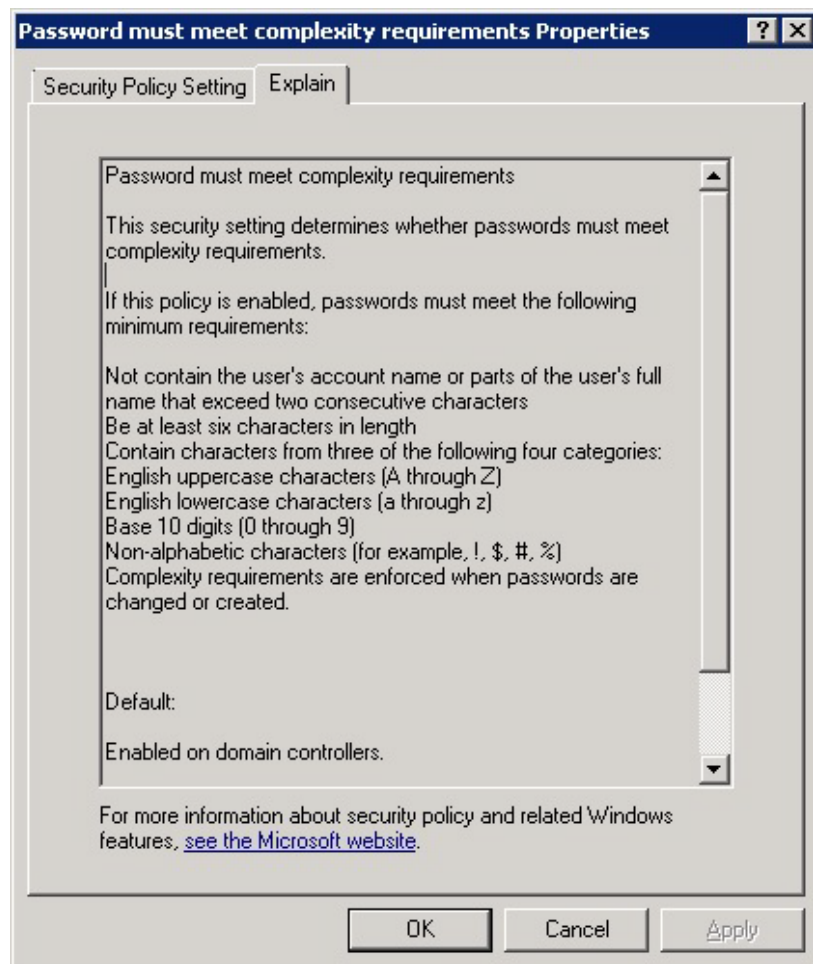 Password must meet complexity requirements Properties
Security Policy Setting
Explain
Password must meet complexity requirements
This security setting determines whether passwords must meet
complexity requirements.
If this policy is enabled, passwords must meet the following
minimum requirements:
Not contain the user's account name or parts of the user's full
name that exceed two consecutive characters
Be at least six characters in length
Contain characters from three of the following four categories:
English uppercase characters (A through Z)
English lowercase characters (a through z)
Base 10 digits (0 through 9)
Non-alphabetic characters (for example, !, $, #, %)
Complexity requirements are enforced when passwords are
changed or created.
Default:
Enabled on domain controllers.
For more information about security policy and related Windows
features, see the Microsoft website.
OK
Cancel
Apply